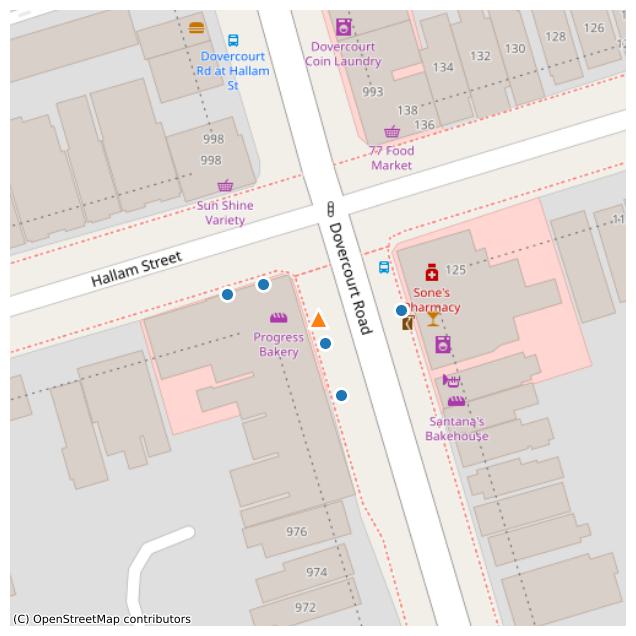 Dovercourt
Rd at Hallam
St
Dovercourt
Coin Laundry
126
128
130
132
134
993
138
136
77 Food
Market
998
998
Sun Shine
Variety
Hallam Street
Dovercourt Road
125
Sone's
Pharmacy
Progress
Bakery
Santana's
Bakehouse
976
974
972
(C) OpenStreetMap contributors